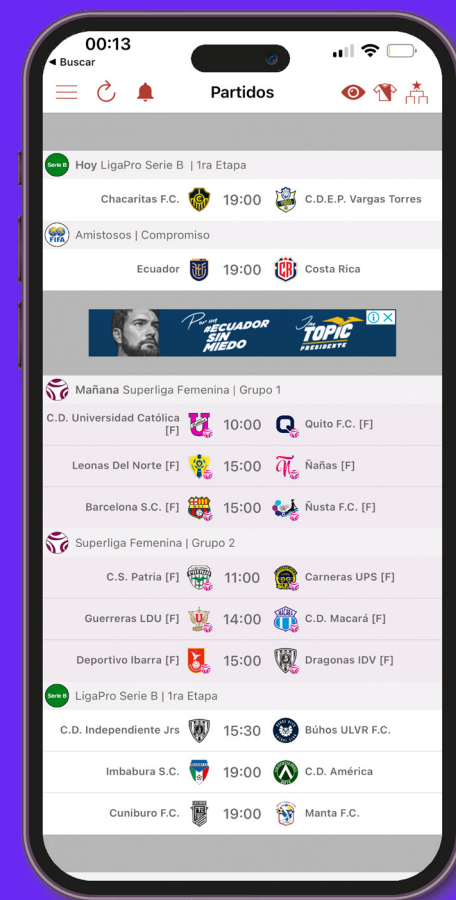 00:13
Buscar
Partidos
Serie B Hoy LigaPro Serie B | 1ra Etapa
Chacaritas F.C. 19:00 C.D.E.P. Vargas Torres
FIFA Amistosos | Compromiso
Ecuador 19:00 Costa Rica
Por un
#ECUADOR
SIN
MIEDO
Jan
TOPIC
PRESIDENTE
Mañana Superliga Femenina | Grupo 1
C.D. Universidad Católica
[F] 10:00 Quito F.C. [F]
Leonas Del Norte [F] 15:00 Ñañas [F]
Barcelona S.C. [F] 15:00 Ñusta F.C. [F]
Superliga Femenina | Grupo 2
C.S. Patria [F] 11:00 Carneras UPS [F]
Guerreras LDU [F] 14:00 C.D. Macará [F]
Deportivo Ibarra [F] 15:00 Dragonas IDV [F]
Serie B LigaPro Serie B | 1ra Etapa
C.D. Independiente Jrs 15:30 Búhos ULVR F.C.
Imbabura S.C. 19:00 C.D. América
Cuniburo F.C. 19:00 Manta F.C.